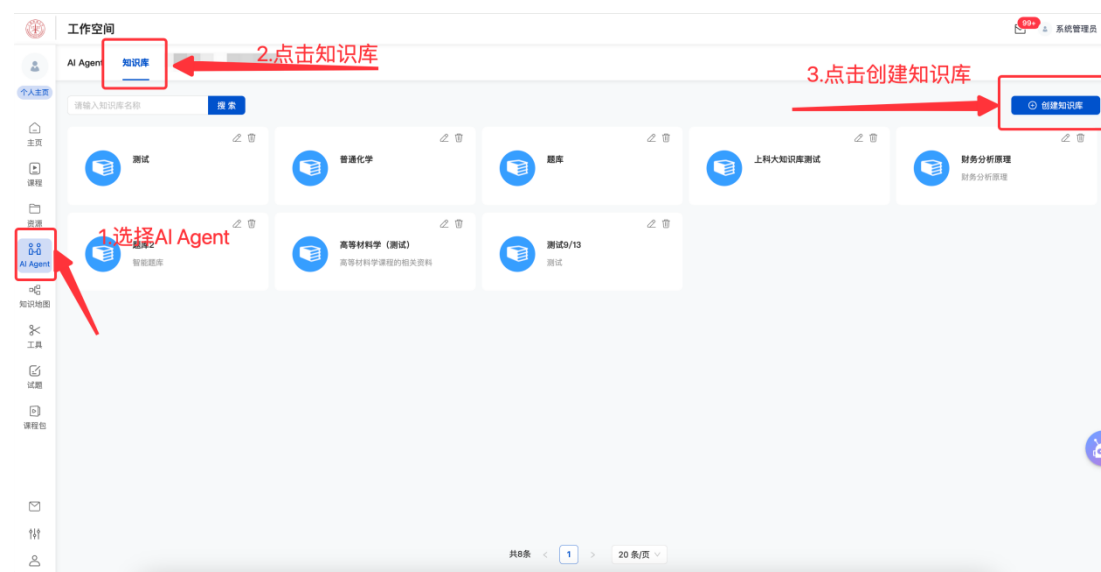 工作空间
99+
系统管理员
AI Agent
知识库
2.点击知识库
3.点击创建知识库
个人主页
请输入知识库名称
搜索
创建知识库
主页
课程
资源
AI Agent
知识地图
工具
试题
课程包
测试
普通化学
题库
上科大知识库测试
财务分析原理
财务分析原理
1.选择AI Agent
题库2
智能题库
高等材料学（测试）
高等材料学课程的相关资料
测试9/13
测试
共8条 < 1 > 20 条/页